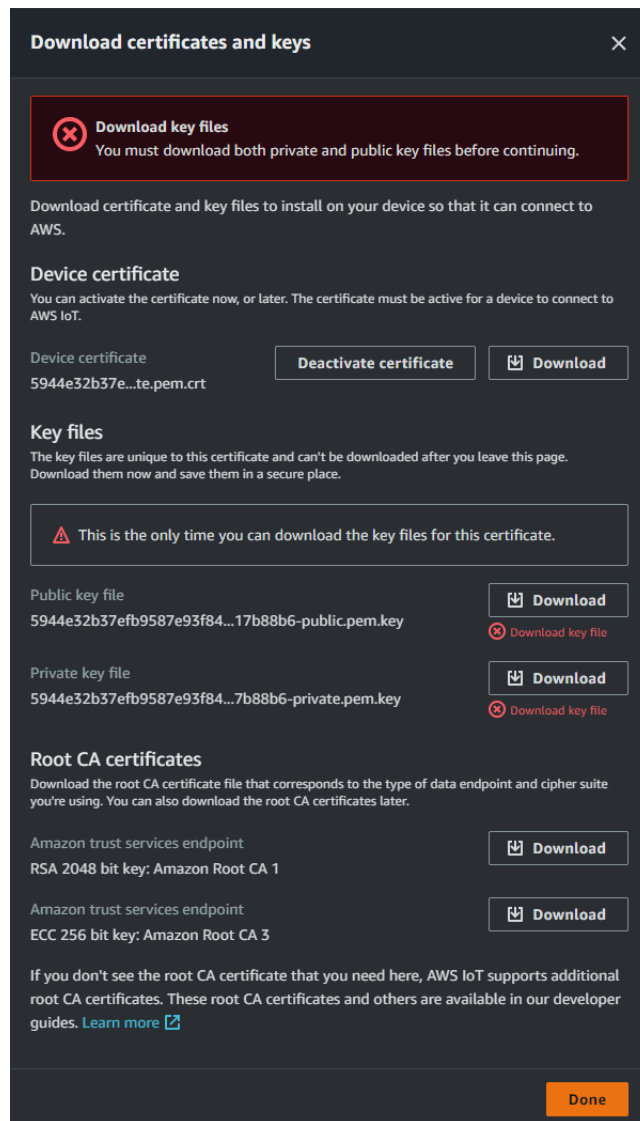 Download certificates and keys
Download key files
You must download both private and public key files before continuing.
Download certificate and key files to install on your device so that it can connect to
AWS.
Device certificate
You can activate the certificate now, or later. The certificate must be active for a device to connect to
AWS IoT.
Device certificate
5944e32b37e...te.pem.crt
Deactivate certificate
Download
Key files
The key files are unique to this certificate and can't be downloaded after you leave this page.
Download them now and save them in a secure place.
This is the only time you can download the key files for this certificate.
Public key file
5944e32b37efb9587e93f84...17b88b6-public.pem.key
Download
Download key file
Private key file
5944e32b37efb9587e93f84...7b88b6-private.pem.key
Download
Download key file
Root CA certificates
Download the root CA certificate file that corresponds to the type of data endpoint and cipher suite
you're using. You can also download the root CA certificates later.
Amazon trust services endpoint
RSA 2048 bit key: Amazon Root CA 1
Download
Amazon trust services endpoint
ECC 256 bit key: Amazon Root CA 3
Download
If you don't see the root CA certificate that you need here, AWS IoT supports additional
root CA certificates. These root CA certificates and others are available in our developer
guides. Learn more
Done